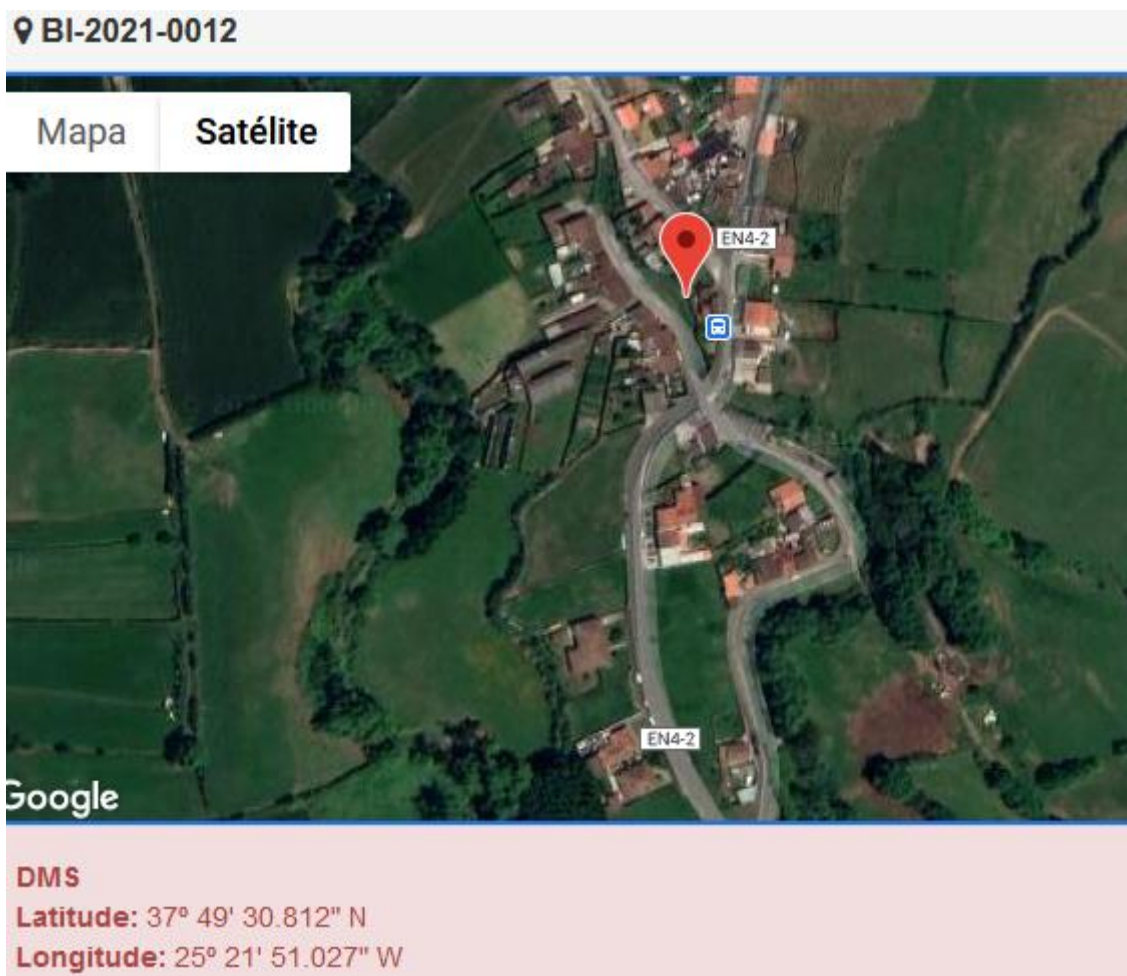 BI-2021-0012
Mapa
Satélite
EN4-2
EN4-2
Google
DMS
Latitude: 37º 49' 30.812" N
Longitude: 25º 21' 51.027" W